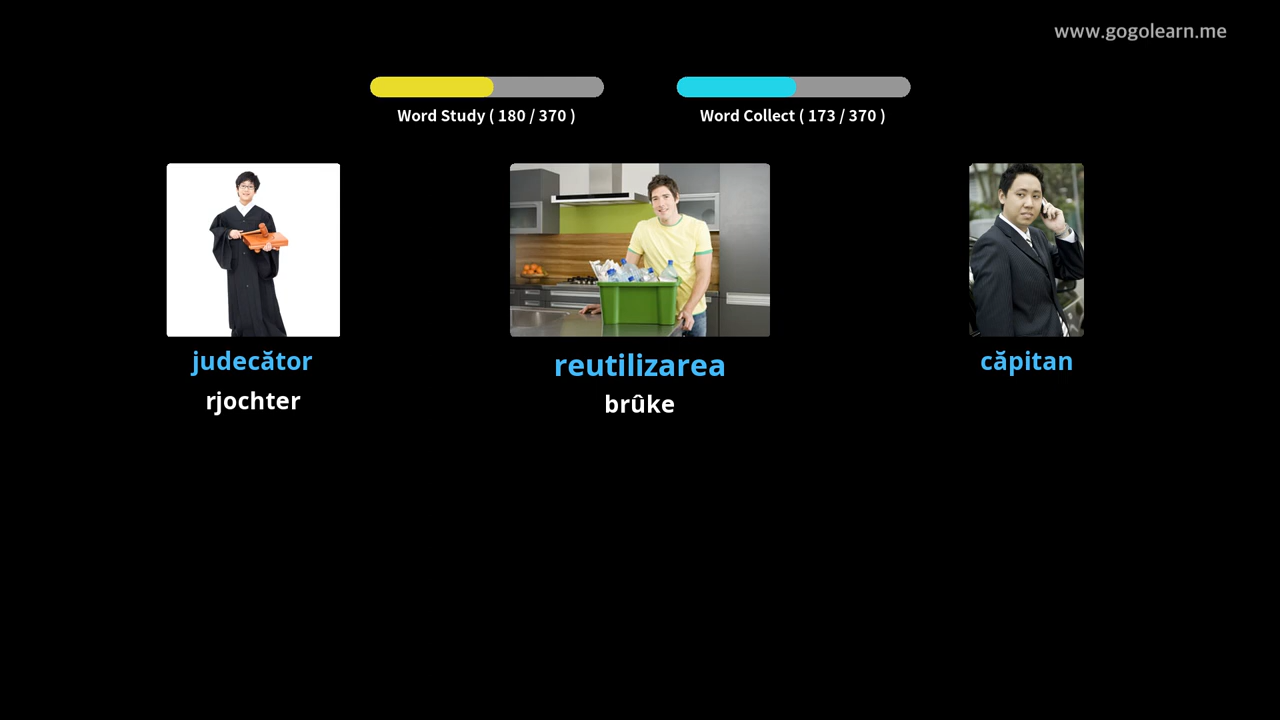 www.gogolearn.me
Word Study ( 180 / 370 )
Word Collect ( 173 / 370 )
judecător
rjochter
reutilizarea
brûke
căpitan